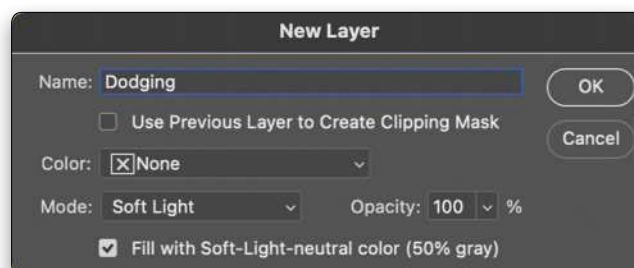 New Layer
Name: Dodging
OK
Use Previous Layer to Create Clipping Mask
Cancel
Color: None
Mode: Soft Light Opacity: 100 %
Fill with Soft-Light-neutral color (50% gray)